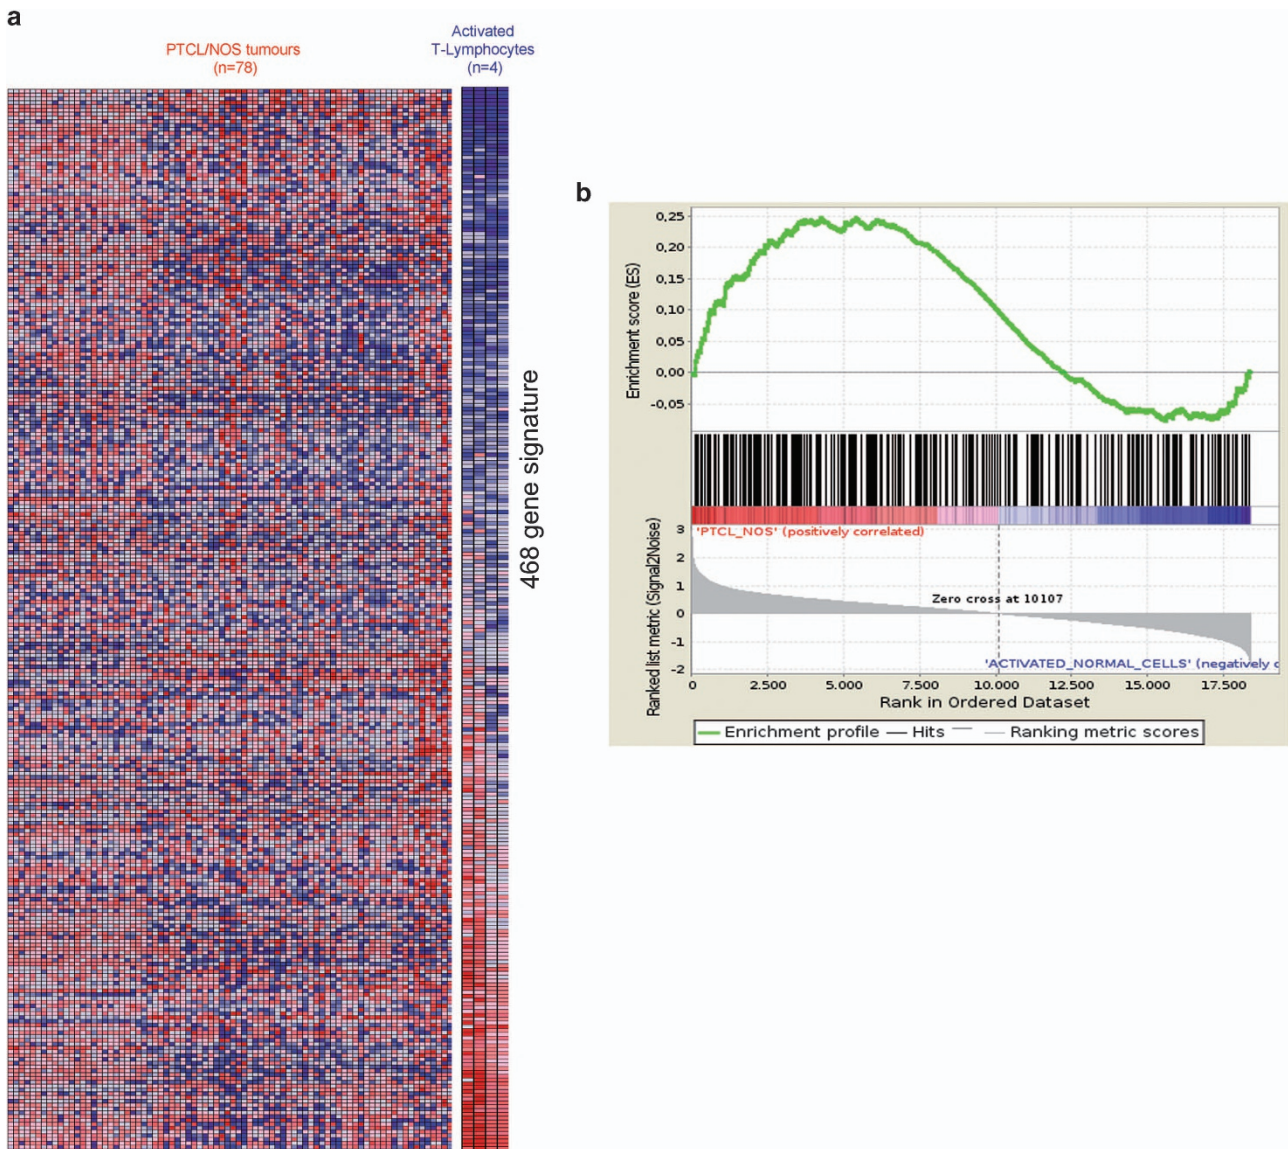 a
PTCL/NOS tumours
(n=78)
Activated
T-Lymphocytes
(n=4)
468 gene signature
b
Enrichment score (ES)
0,25
0,20
0,15
0,10
0,05
0,00
-0,05
Ranked list metric (Signal2Noise)
3
2
1
0
-1
-2
'PTCL_NOS' (positively correlated)
Zero cross at 10107
'ACTIVATED_NORMAL_CELLS' (negatively c
0 2.500 5.000 7.500 10.000 12.500 15.000 17.500
Rank in Ordered Dataset
Enrichment profile Hits Ranking metric scores